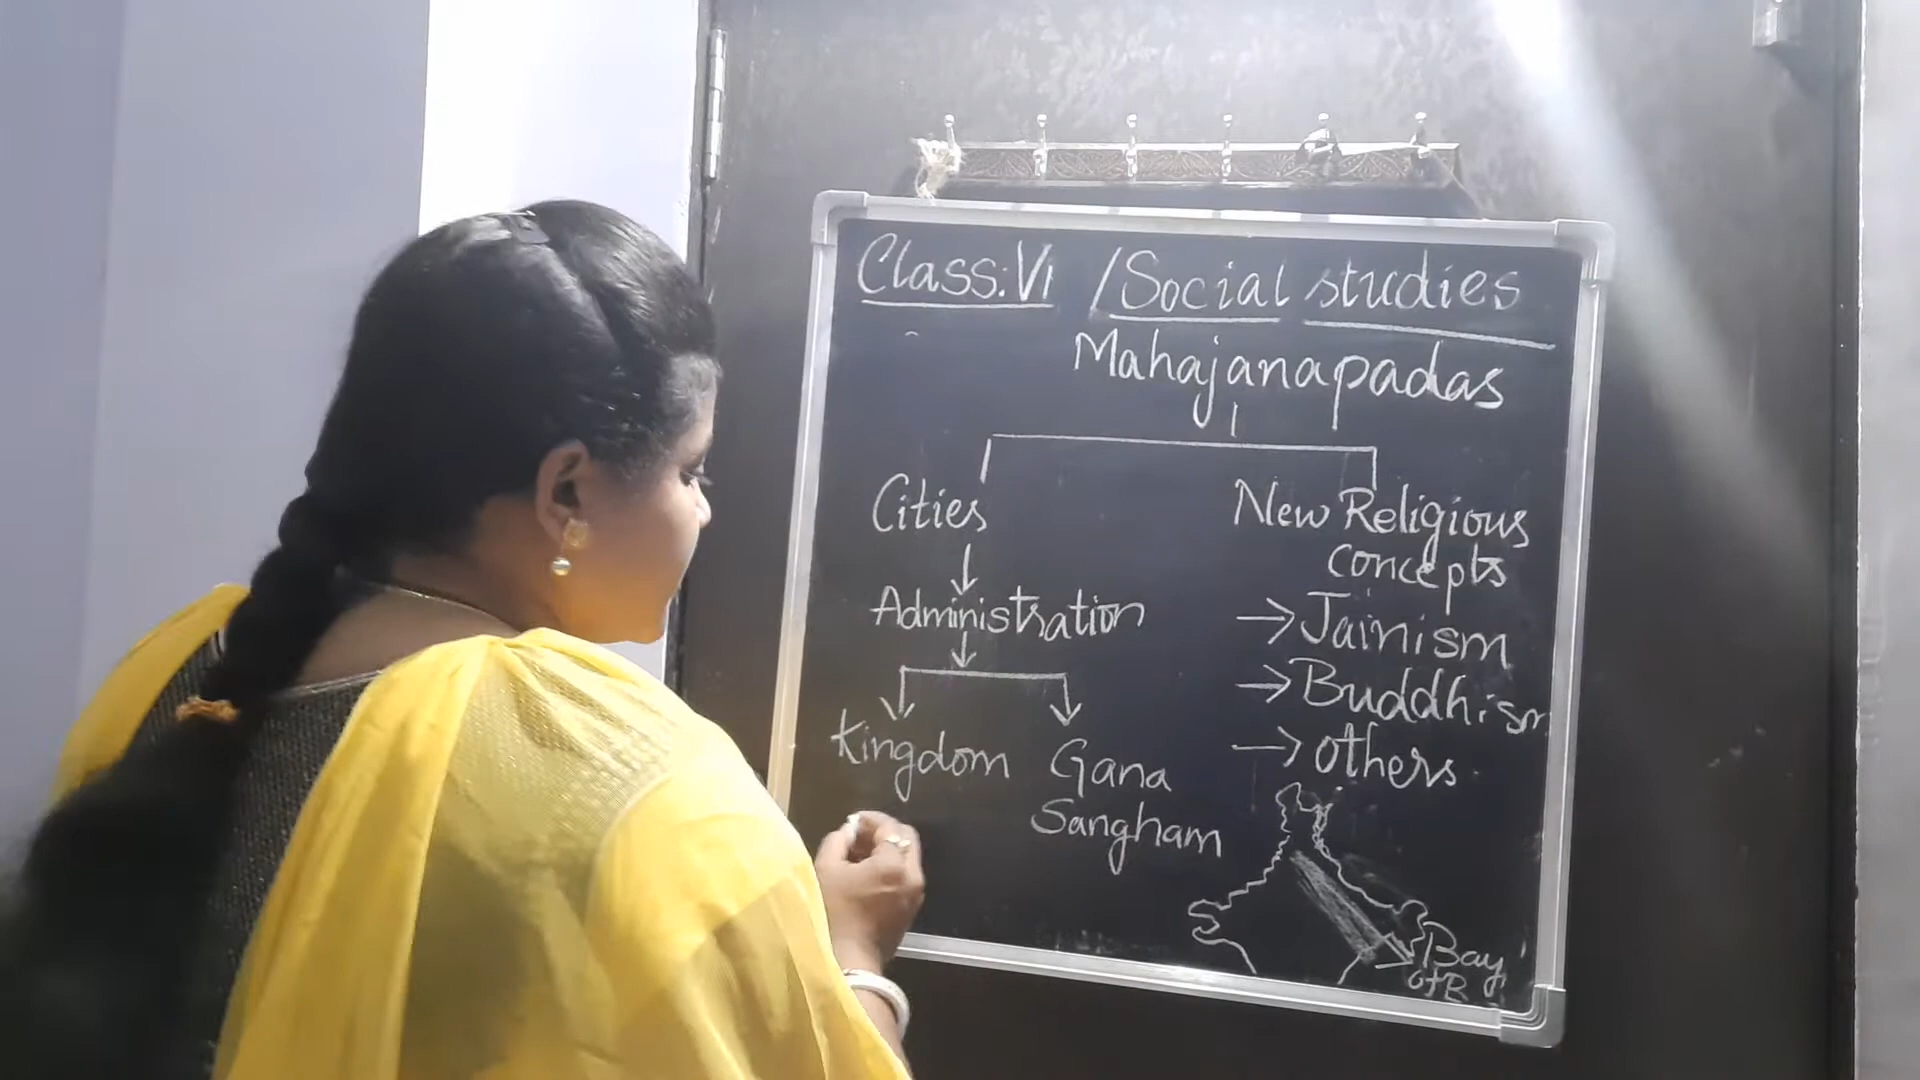 Class: VI / Social studies
Mahajanapadas
Cities
Administration
Kingdom
Gana
Sangham
New Religious
concepts
→ Jainism
→ Buddhism
→ others
Bay
of B